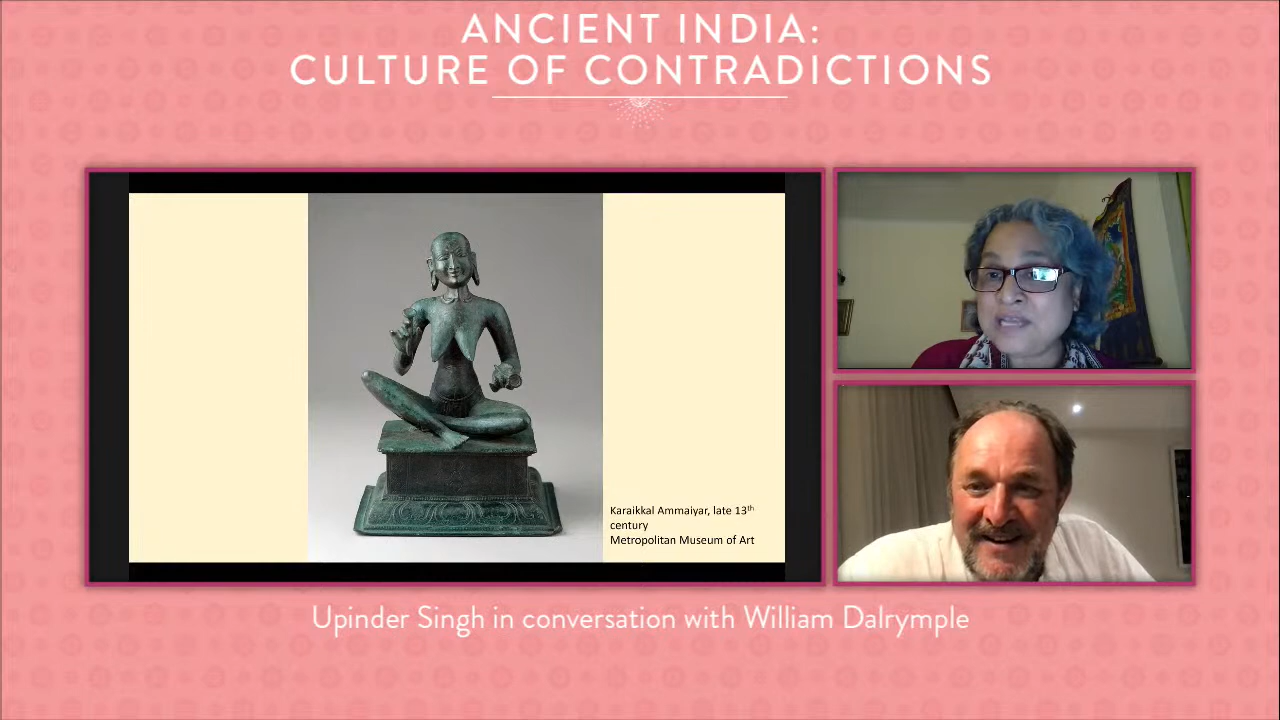 ANCIENT INDIA:
CULTURE OF CONTRADICTIONS
Karaikkal Ammaiyar, late 13th
century
Metropolitan Museum of Art
Upinder Singh in conversation with William Dalrymple